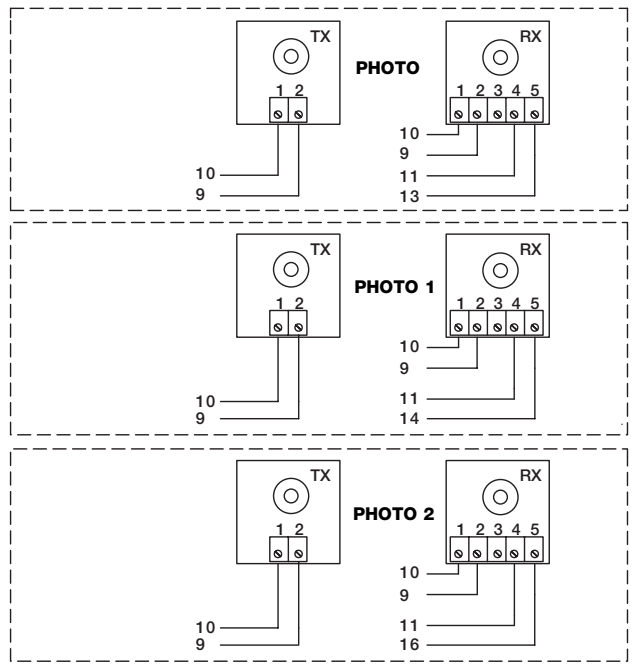 TX PHOTO RX
1 2 1 2 3 4 5
10
9
10 11
9 13
TX RX
PHOTO 1
1 2 1 2 3 4 5
10
9
10 11
9 14
TX RX
PHOTO 2
1 2 1 2 3 4 5
10
9
10 11
9 16